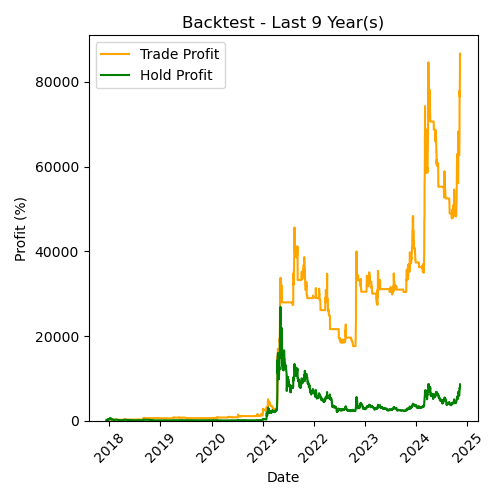 Backtest - Last 9 Year(s)
Trade Profit
Hold Profit
Profit (%)
80000
60000
40000
20000
0
2018 2019 2020 2021 2022 2023 2024 2025
Date